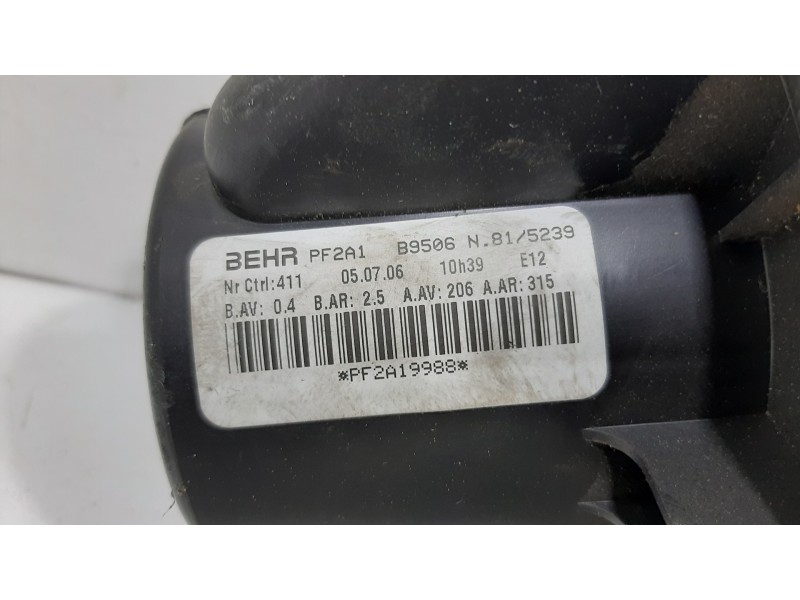 BEHR PF2A1 B9506 N.81/5239
Nr Ctrl:411 05.07.06 10h39 E12
B.AV: 0.4 B.AR: 2.5 A.AV: 206 A.AR: 315
*PF2A19988*